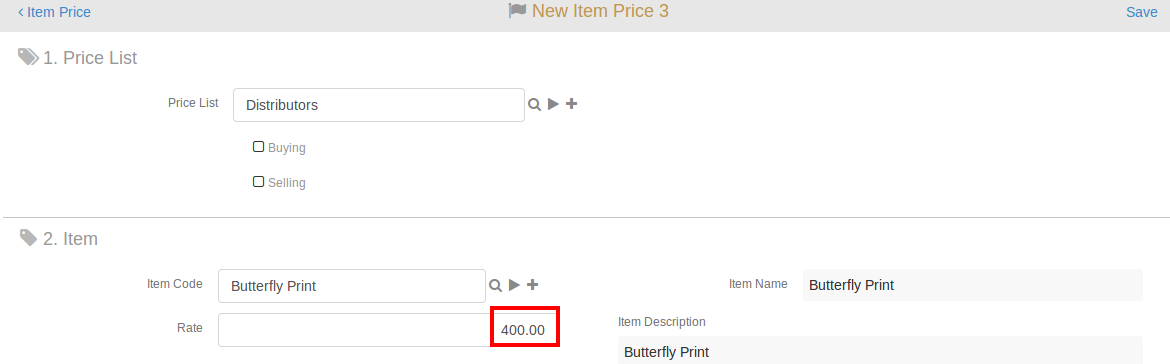 Item Price New Item Price 3 Save
1. Price List
Price List Distributors
Buying
Selling
2. Item
Item Code Butterfly Print Item Name Butterfly Print
Rate 400.00 Item Description
Butterfly Print